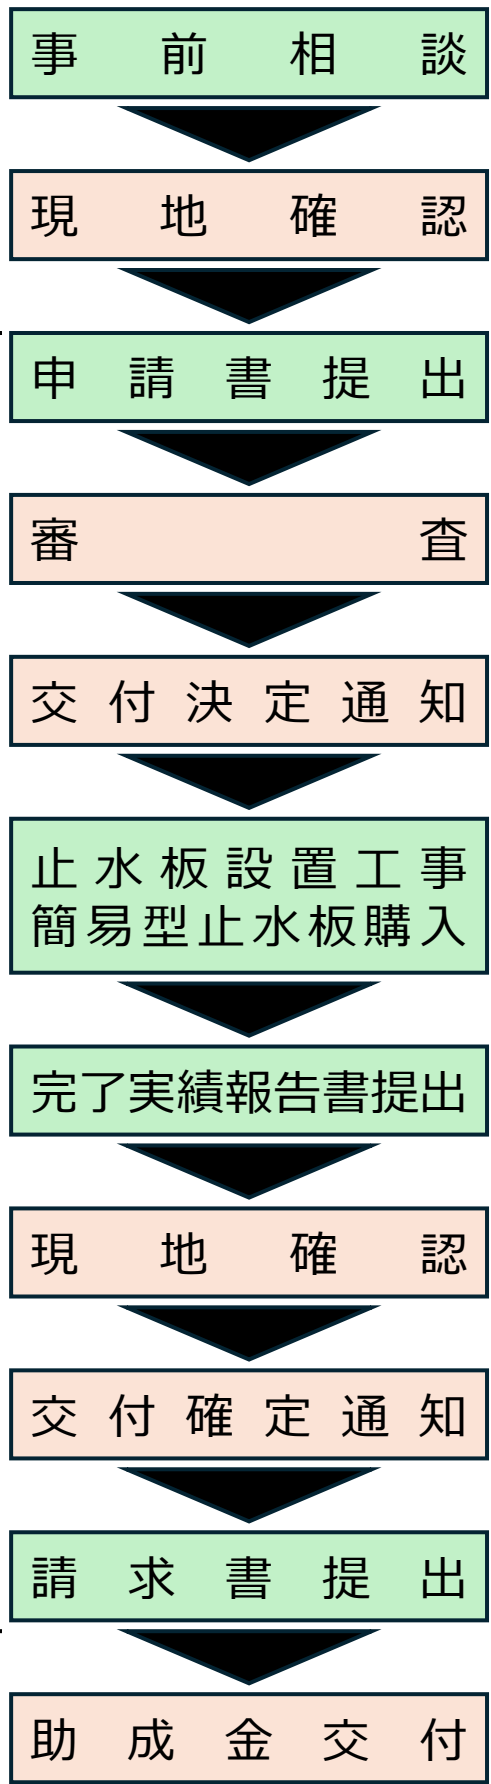 事前相談
現地確認
申請書提出
審査
交付決定通知
止水板設置工事
簡易型止水板購入
完了実績報告書提出
現地確認
交付確定通知
請求書提出
助成金交付